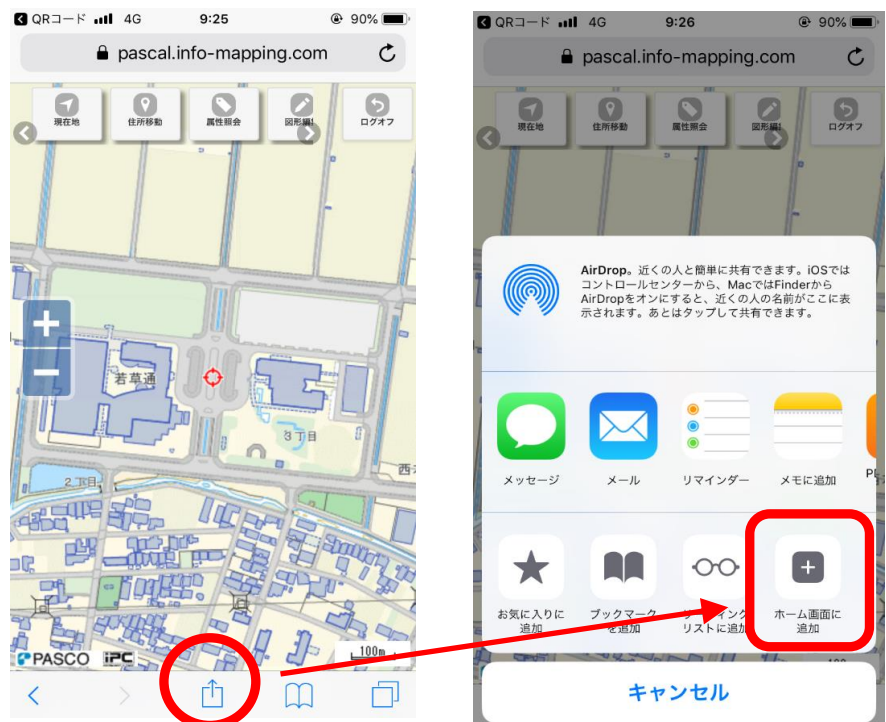 QRコード 4G 9:25 90%
pascal.info-mapping.com
現在地 住所移動 属性照会 図形編 ログオフ
若草通
3丁目
2丁目
西
100m
PASCO iPC
QRコード 4G 9:26 90%
pascal.info-mapping.com
現在地 住所移動 属性照会 図形編 ログオフ
AirDrop。近くの人と簡単に共有できます。iOSでは
コントロールセンターから、MacではFinderから
AirDropをオンにすると、近くの人の名前がここに表
示されます。あとはタップして共有できます。
メッセージ メール リマインダー メモに追加
お気に入りに
追加
ブックマーク
を追加
リストに追加
ホーム画面に
追加
キャンセル